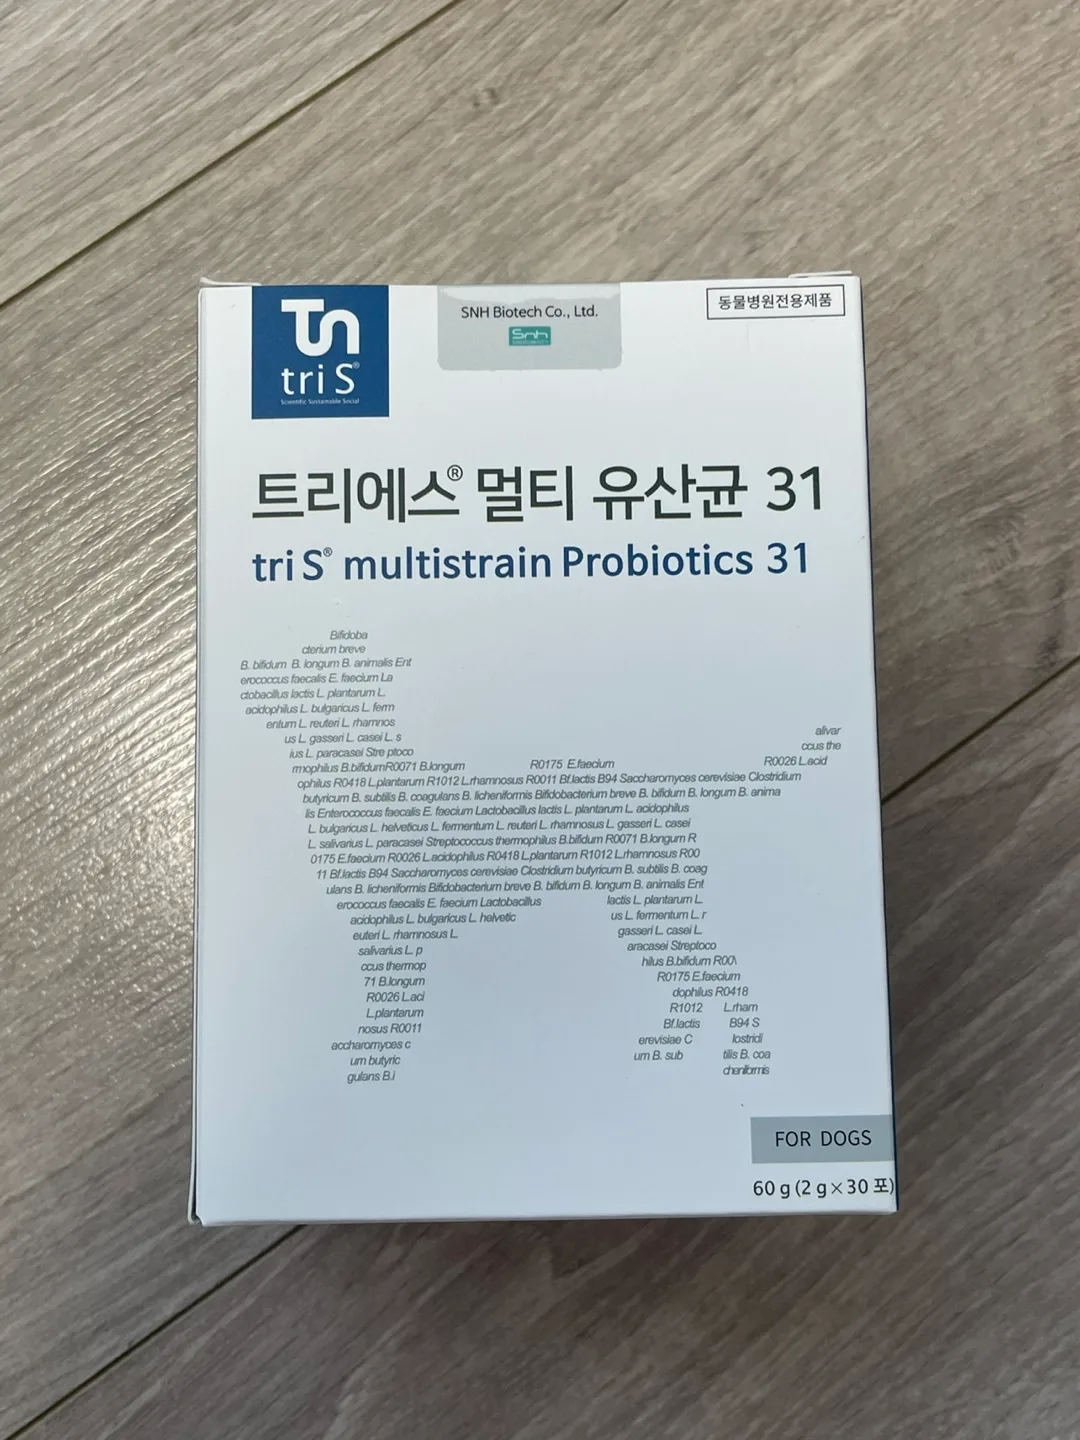 Tn
tri S®
Scientific Sustainable Social
SNH Biotech Co., Ltd.
Snh
동물병원전용제품
트리에스® 멀티 유산균 31
tri S® multistrain Probiotics 31
Bifidoba
cterium breve
B. bifidum B. longum B. animalis Ent
erococcus faecalis E. faecium La
ctobacillus lactis L. plantarum L.
acidophilus L. bulgaricus L. ferm
entum L. reuteri L. rhamnos
us L. gasseri L. casei L. s
ius L. paracasei Stre ptoco
alivar
ccus the
rmophilus B.bifidumR0071 B.longum R0175 E.faecium R0026 L.acid
ophilus R0418 L.plantarum R1012 L.rhamnosus R0011 Bf.lactis B94 Saccharomyces cerevisiae Clostridium
butyricum B. subtilis B. coagulans B. licheniformis Bifidobacterium breve B. bifidum B. longum B. anima
lis Enterococcus faecalis E. faecium Lactobacillus lactis L. plantarum L. acidophilus
L. bulgaricus L. helveticus L. fermentum L. reuteri L. rhamnosus L. gasseri L. casei
L. salivarius L. paracasei Streptococcus thermophilus B.bifidum R0071 B.longum R
0175 E.faecium R0026 L.acidophilus R0418 L.plantarum R1012 L.rhamnosus R00
11 Bf.lactis B94 Saccharomyces cerevisiae Clostridium butyricum B. subtilis B. coag
ulans B. licheniformis Bifidobacterium breve B. bifidum B. longum B. animalis Ent
erococcus faecalis E. faecium Lactobacillus lactis L. plantarum L.
acidophilus L. bulgaricus L. helvetic us L. fermentum L. r
euteri L. rhamnosus L. gasseri L. casei L.
salivarius L. p aracasei Streptoco
ccus thermop hilus B.bifidum R00
71 B.longum R0175 E.faecium
R0026 L.aci dophilus R0418
L.plantarum R1012 L.rham
nosus R0011 Bf.lactis B94 S
accharomyces c erevisiae C lostridi
um butyric um B. sub tilis B. coa
gulans B.l cheniformis
FOR DOGS
60 g (2 g×30 포)